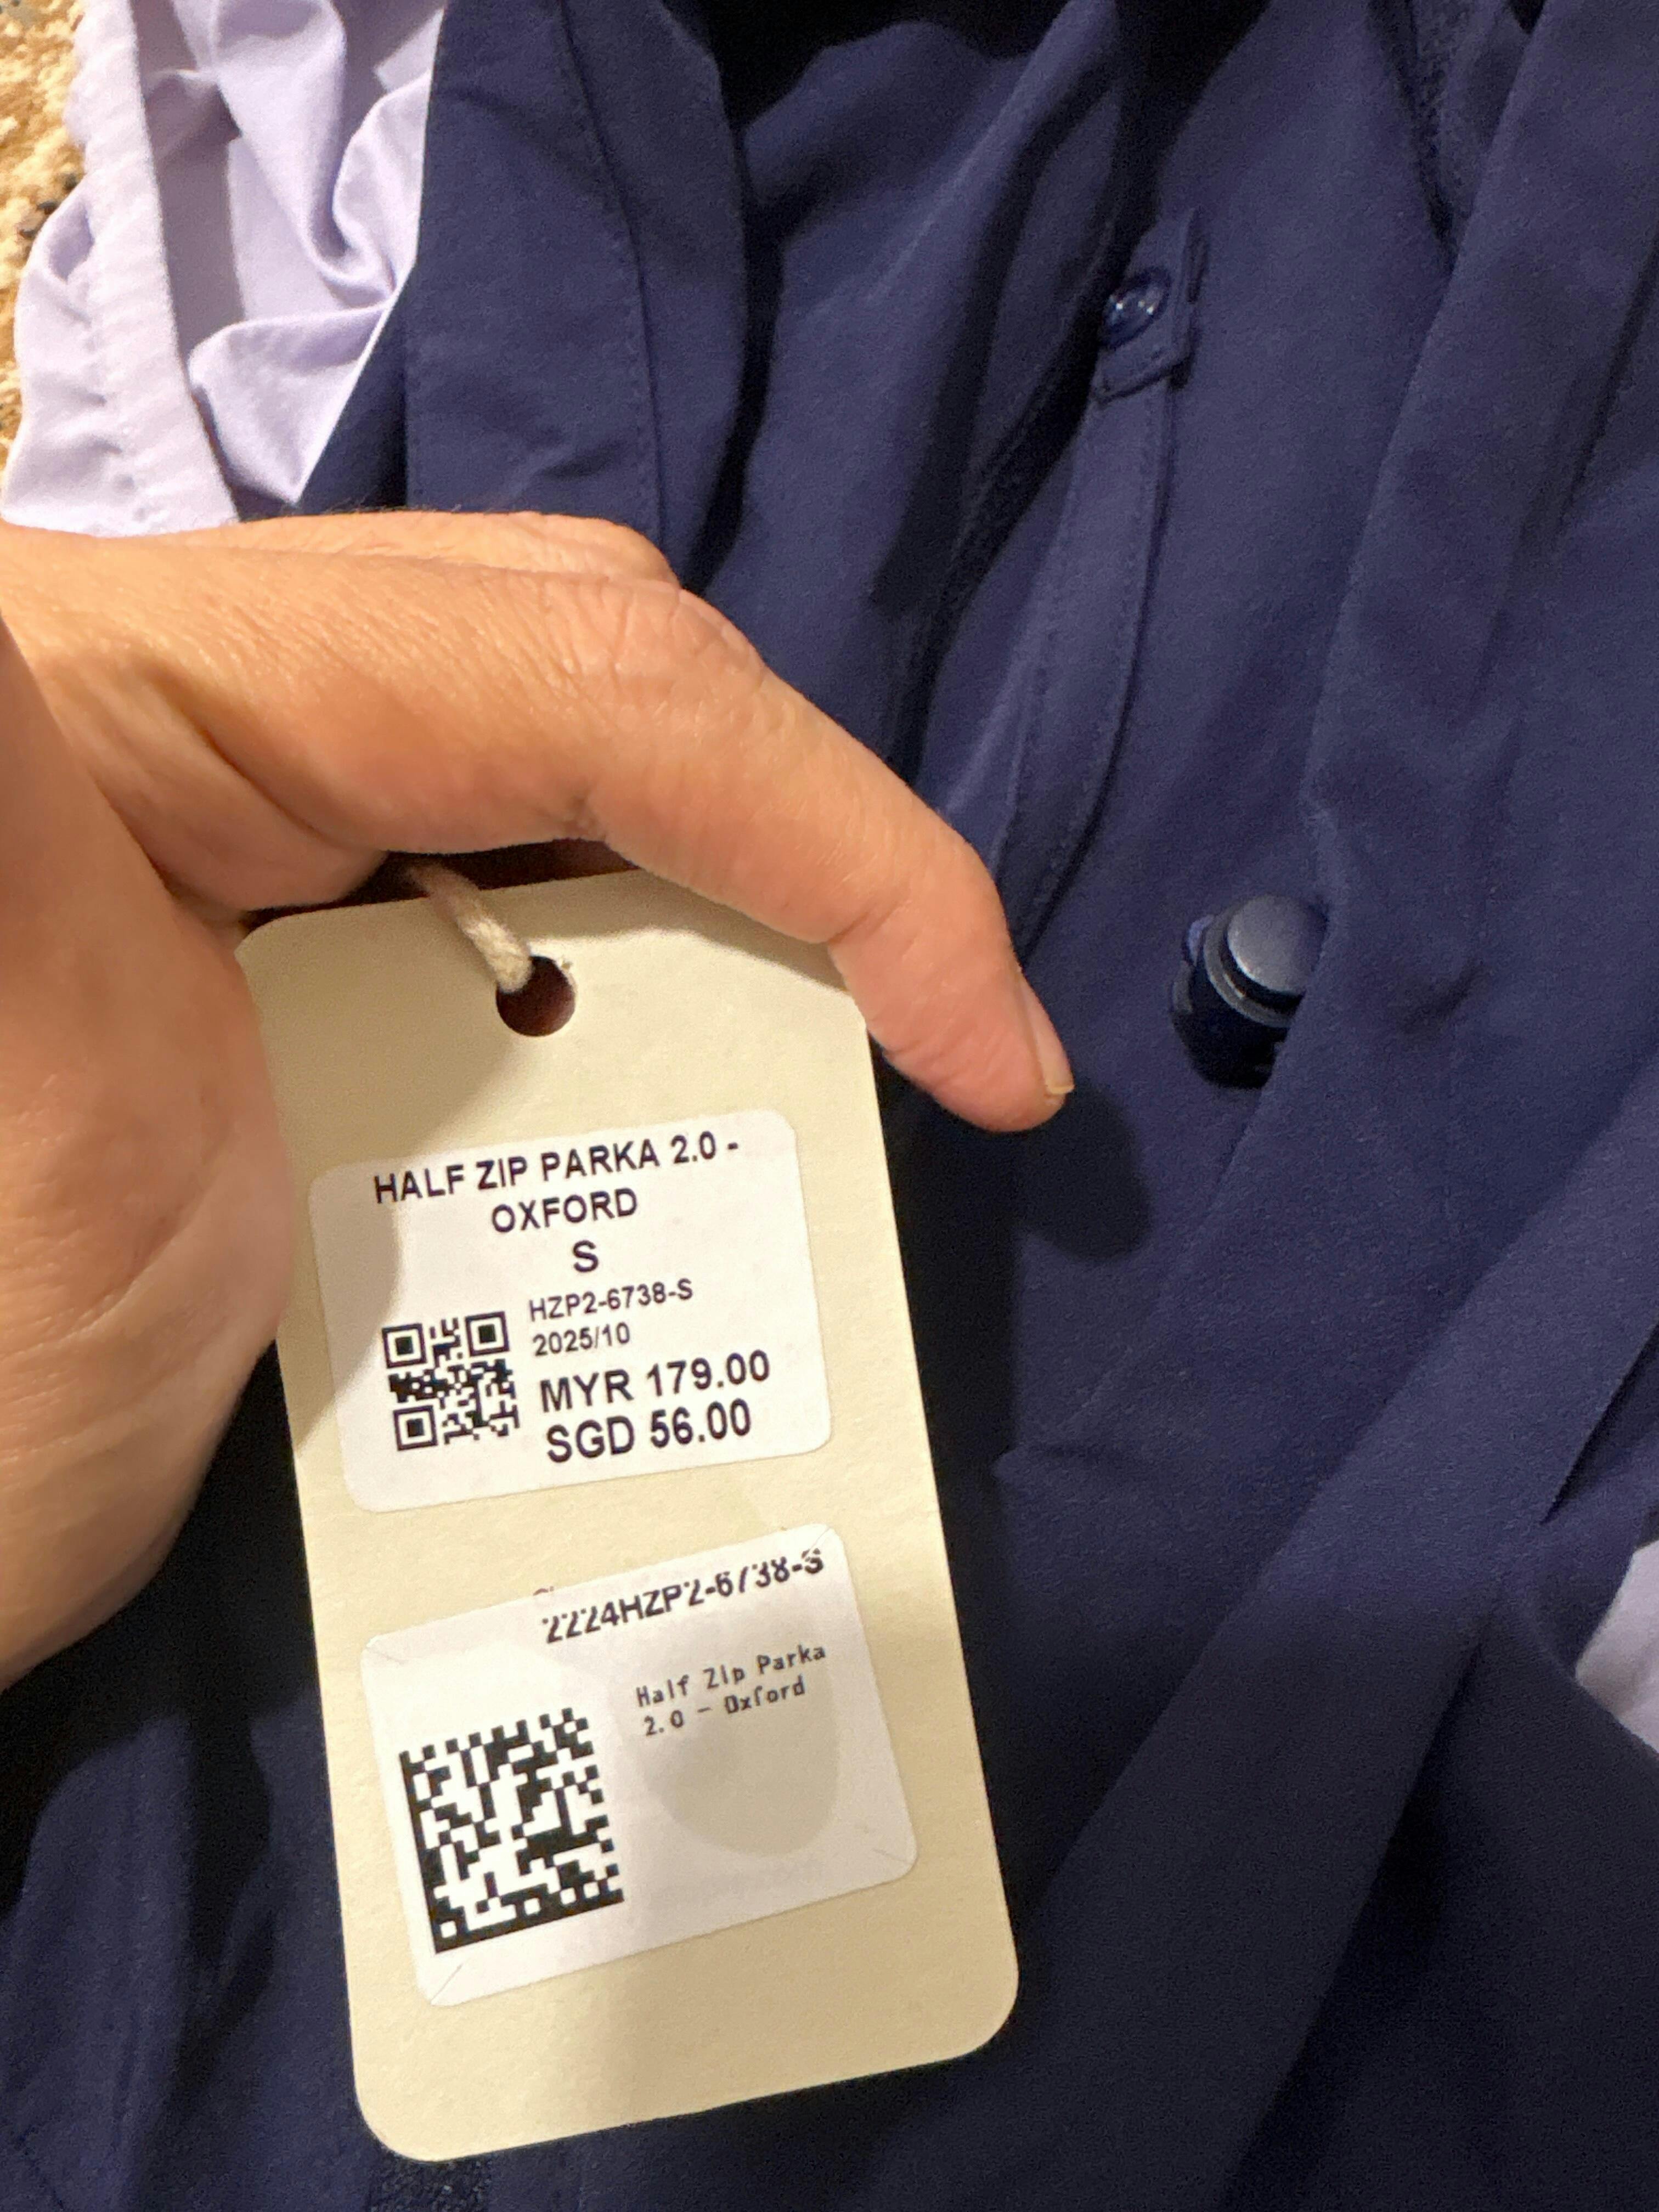 HALF ZIP PARKA 2.0 -
OXFORD
S
HZP2-6738-S
2025/10
MYR 179.00
SGD 56.00
2224HZP2-6738-S
Half Zip Parka
2.0 - Oxford